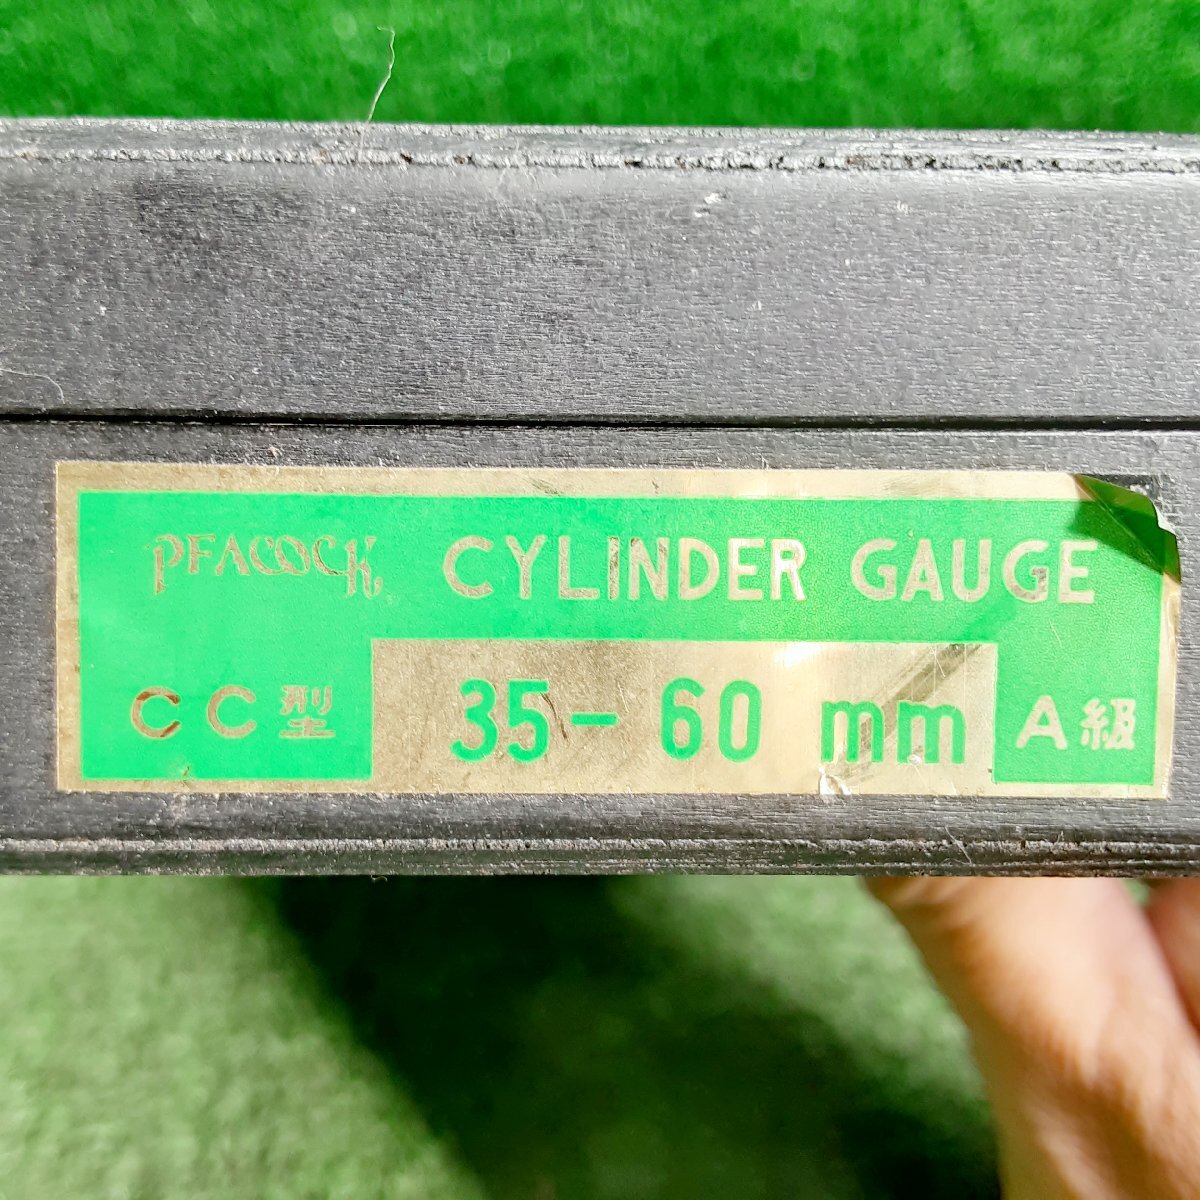 PEACOCK CYLINDER GAUGE
CC型 35-60 mm A級